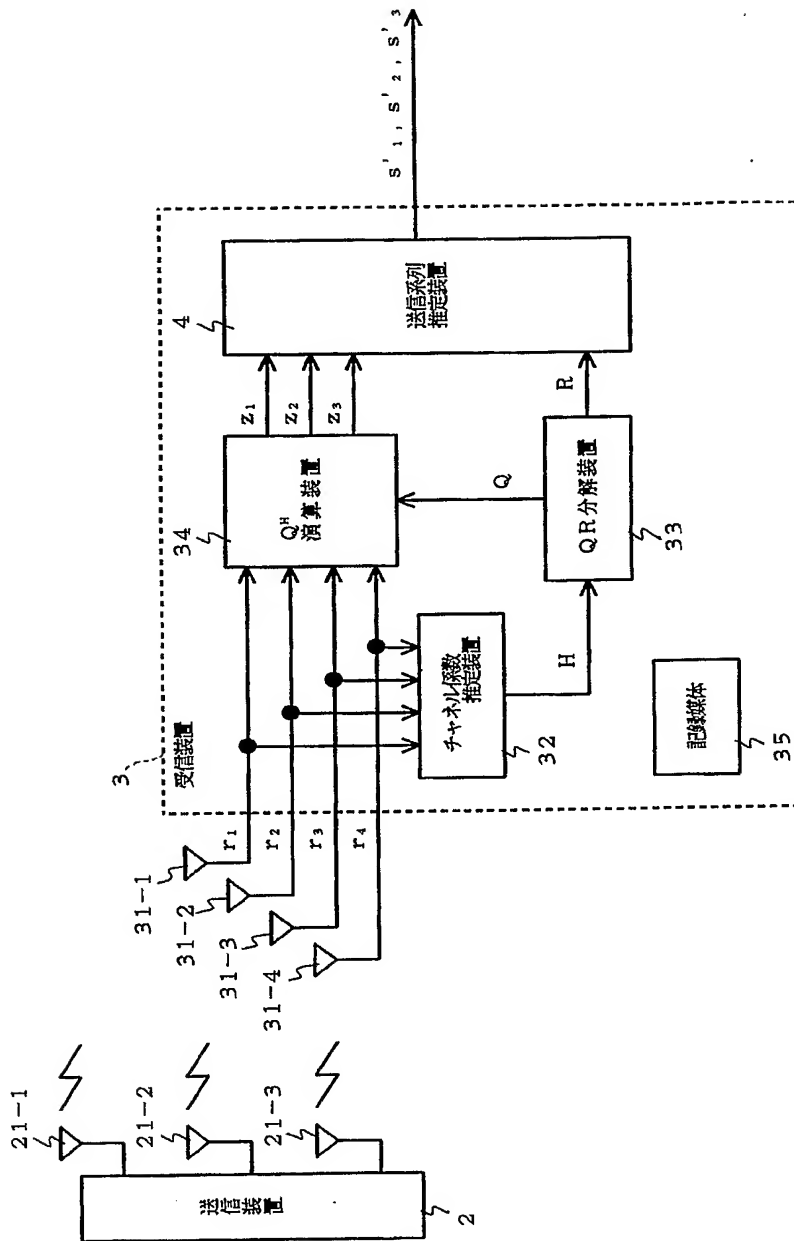 送信装置
2
21-1
21-2
21-3
31-1
31-2
31-3
31-4
r₁
r₂
r₃
r₄
3
受信装置
チャネル係数
推定装置
32
34
Qᴴ
演算装置
H
Q
QR分解装置
33
R
z₁
z₂
z₃
4
送信系列
推定装置
記録媒体
35
s'₁, s'₂, s'₃